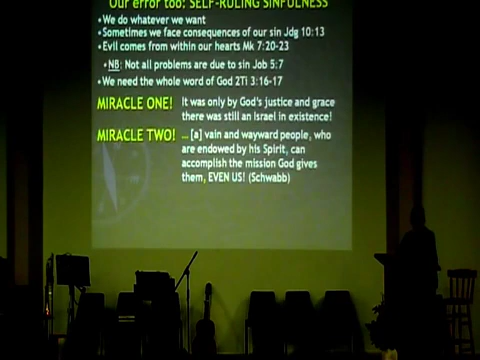 Our error too: SELF-RULING SINFULNESS
•We do whatever we want
•Sometimes we face consequences of our sin Jdg 10:13
•Evil comes from within our hearts Mk 7:20-23
•NB: Not all problems are due to sin Job 5:7
•We need the whole word of God 2Ti 3:16-17
MIRACLE ONE! It was only by God's justice and grace
there was still an Israel in existence!
MIRACLE TWO! ... [a] vain and wayward people, who
are endowed by his Spirit, can
accomplish the mission God gives
them, EVEN US! (Schwabb)